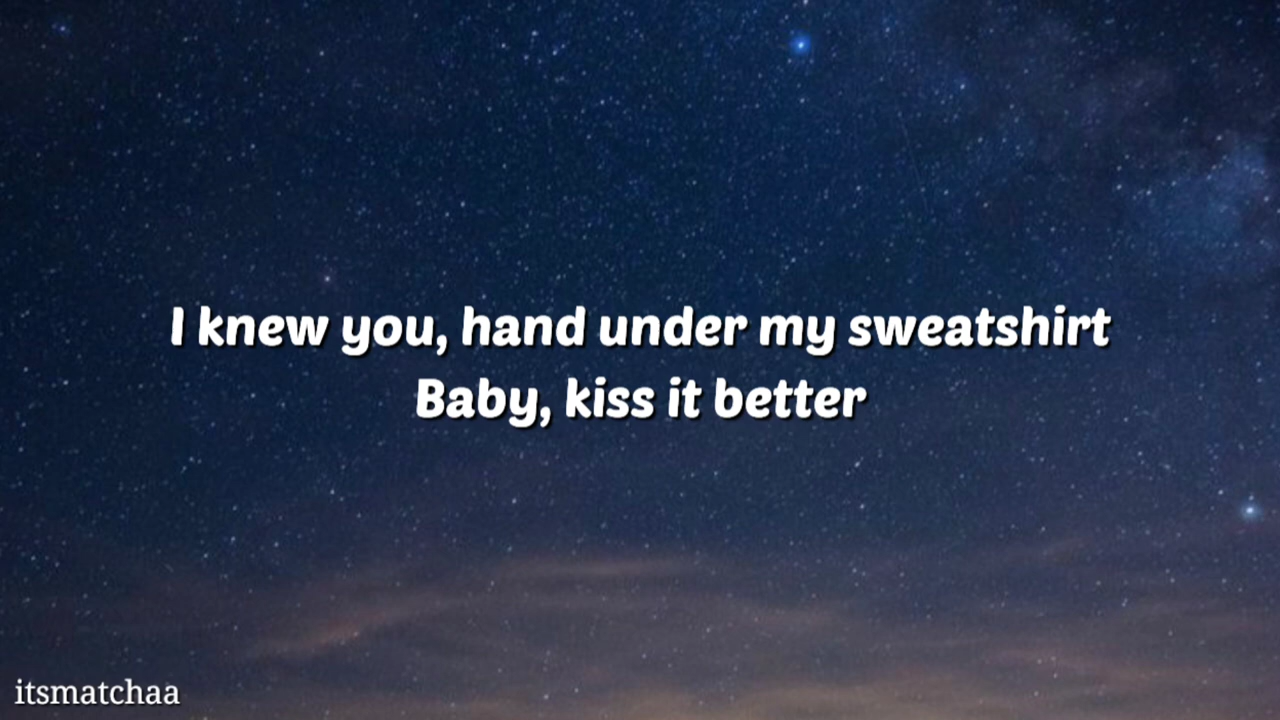 I knew you, hand under my sweatshirt
Baby, kiss it better
itsmatchaa